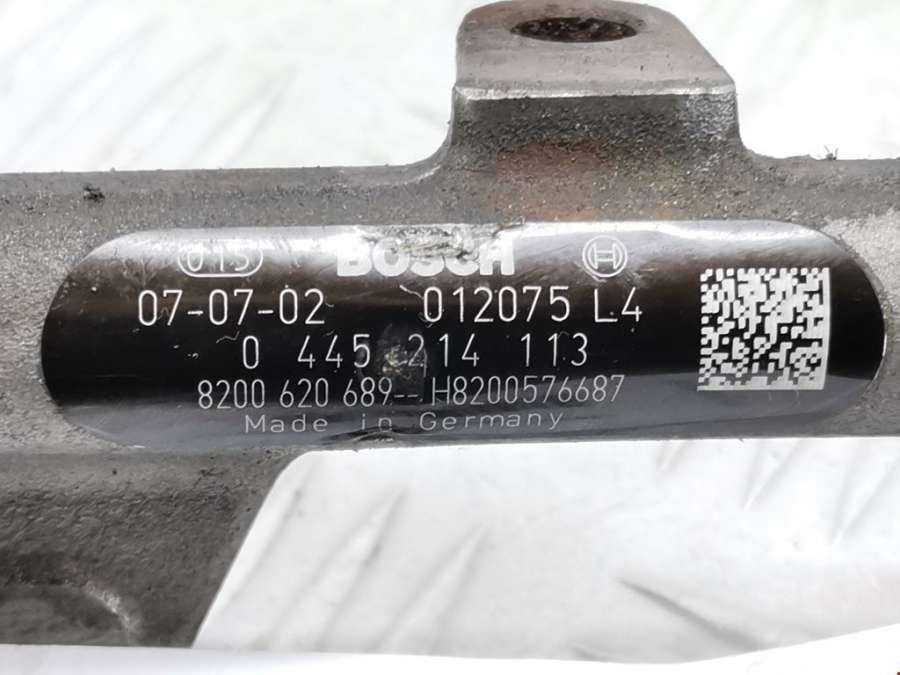 015 BOSCH
07-07-02 012075 L4
0 445 214 113
8200 620 689-- H8200576687
Made in Germany